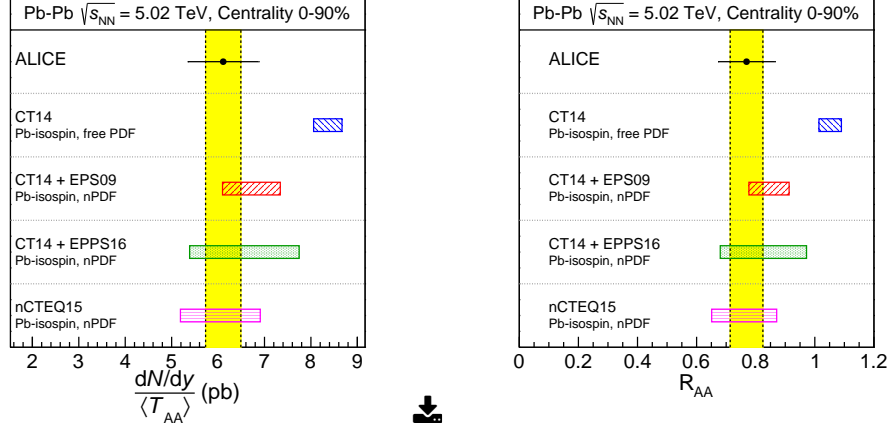 Pb-Pb √sNN = 5.02 TeV, Centrality 0-90%
ALICE
CT14
Pb-isospin, free PDF
CT14 + EPS09
Pb-isospin, nPDF
CT14 + EPPS16
Pb-isospin, nPDF
nCTEQ15
Pb-isospin, nPDF
2 3 4 5 6 7 8 9
dN/dy
⟨TAA⟩
(pb)
Pb-Pb √sNN = 5.02 TeV, Centrality 0-90%
ALICE
CT14
Pb-isospin, free PDF
CT14 + EPS09
Pb-isospin, nPDF
CT14 + EPPS16
Pb-isospin, nPDF
nCTEQ15
Pb-isospin, nPDF
0 0.2 0.4 0.6 0.8 1 1.2
RAA